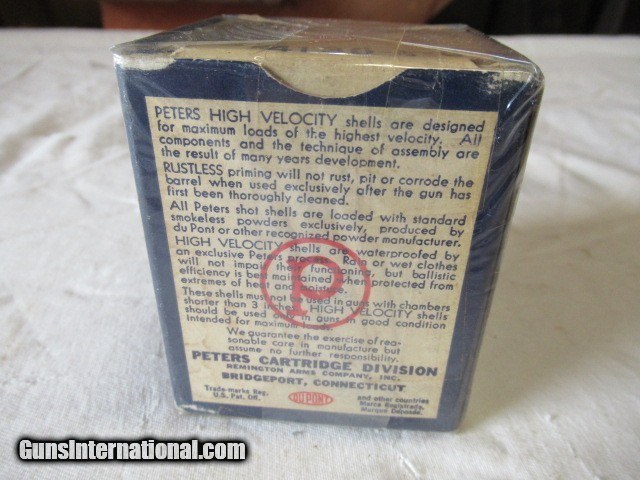 PETERS HIGH VELOCITY shells are designed
for maximum loads of the highest velocity. All
components and the technique of assembly are
the result of many years development.
RUSTLESS priming will not rust, pit or corrode the
barrel when used exclusively after the gun has
first been thoroughly cleaned.
All Peters shot shells are loaded with standard
smokeless powders exclusively, produced by
du Pont or other recognized powder manufacturer.
HIGH VELOCITY shells are waterproofed by
an exclusive Peters process. Rain or wet clothes
will not impair their functioning, but ballistic
efficiency is best maintained when protected from
extremes of heat and moisture.
These shells must not be used in guns with chambers
shorter than 3 inches. HIGH VELOCITY shells
should be used only in guns in good condition
intended for maximum loads.
We guarantee the exercise of rea-
sonable care in manufacture but
assume no further responsibility.
PETERS CARTRIDGE DIVISION
REMINGTON ARMS COMPANY, INC.
BRIDGEPORT, CONNECTICUT
Trade-marks Reg.
U.S. Pat. Off.
DU PONT
and other countries
Marca Registrada,
Marque Deposée.
P
GunsInternational.com